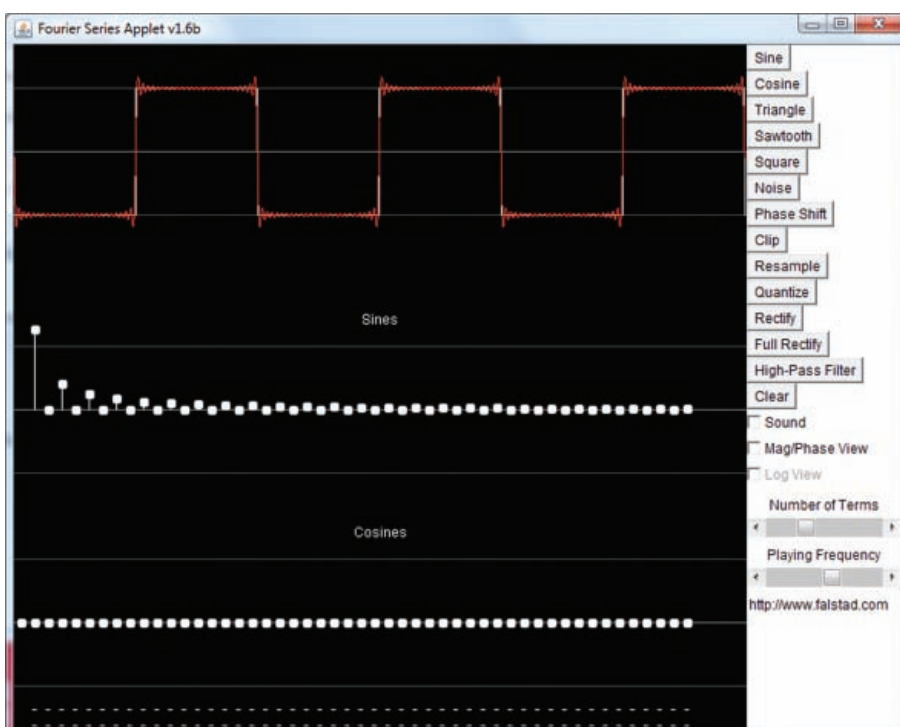 Fourier Series Applet v1.6b
Sine
Cosine
Triangle
Sawtooth
Square
Noise
Phase Shift
Clip
Resample
Quantize
Rectify
Full Rectify
High-Pass Filter
Clear
Sound
Mag/Phase View
Log View
Number of Terms
Playing Frequency
http://www.falstad.com
Sines
Cosines